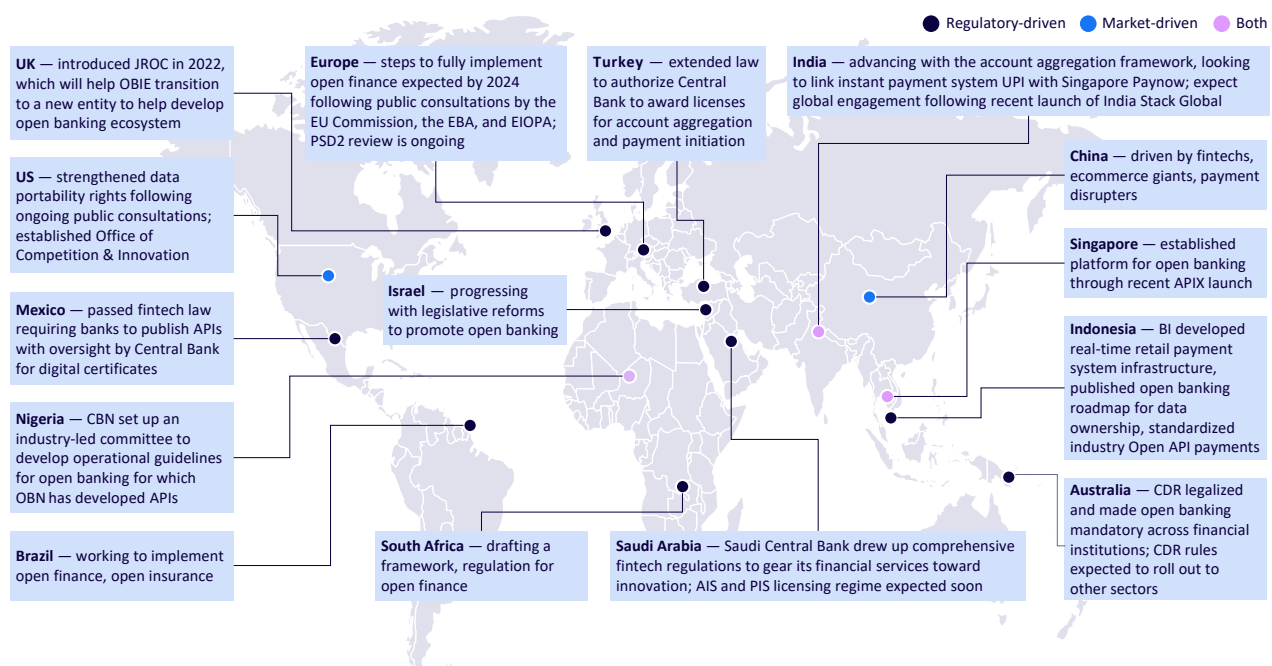 Regulatory-driven
Market-driven
Both
UK — introduced JROC in 2022,
which will help OBIE transition
to a new entity to help develop
open banking ecosystem
Europe — steps to fully implement
open finance expected by 2024
following public consultations by the
EU Commission, the EBA, and EIOPA;
PSD2 review is ongoing
Turkey — extended law
to authorize Central
Bank to award licenses
for account aggregation
and payment initiation
India — advancing with the account aggregation framework, looking
to link instant payment system UPI with Singapore Paynow; expect
global engagement following recent launch of India Stack Global
US — strengthened data
portability rights following
ongoing public consultations;
established Office of
Competition & Innovation
China — driven by fintechs,
ecommerce giants, payment
disrupters
Singapore — established
platform for open banking
through recent APIX launch
Israel — progressing
with legislative reforms
to promote open banking
Mexico — passed fintech law
requiring banks to publish APIs
with oversight by Central Bank
for digital certificates
Indonesia — BI developed
real-time retail payment
system infrastructure,
published open banking
roadmap for data
ownership, standardized
industry Open API payments
Nigeria — CBN set up an
industry-led committee to
develop operational guidelines
for open banking for which
OBN has developed APIs
Australia — CDR legalized
and made open banking
mandatory across financial
institutions; CDR rules
expected to roll out to
other sectors
Brazil — working to implement
open finance, open insurance
South Africa — drafting a
framework, regulation for
open finance
Saudi Arabia — Saudi Central Bank drew up comprehensive
fintech regulations to gear its financial services toward
innovation; AIS and PIS licensing regime expected soon